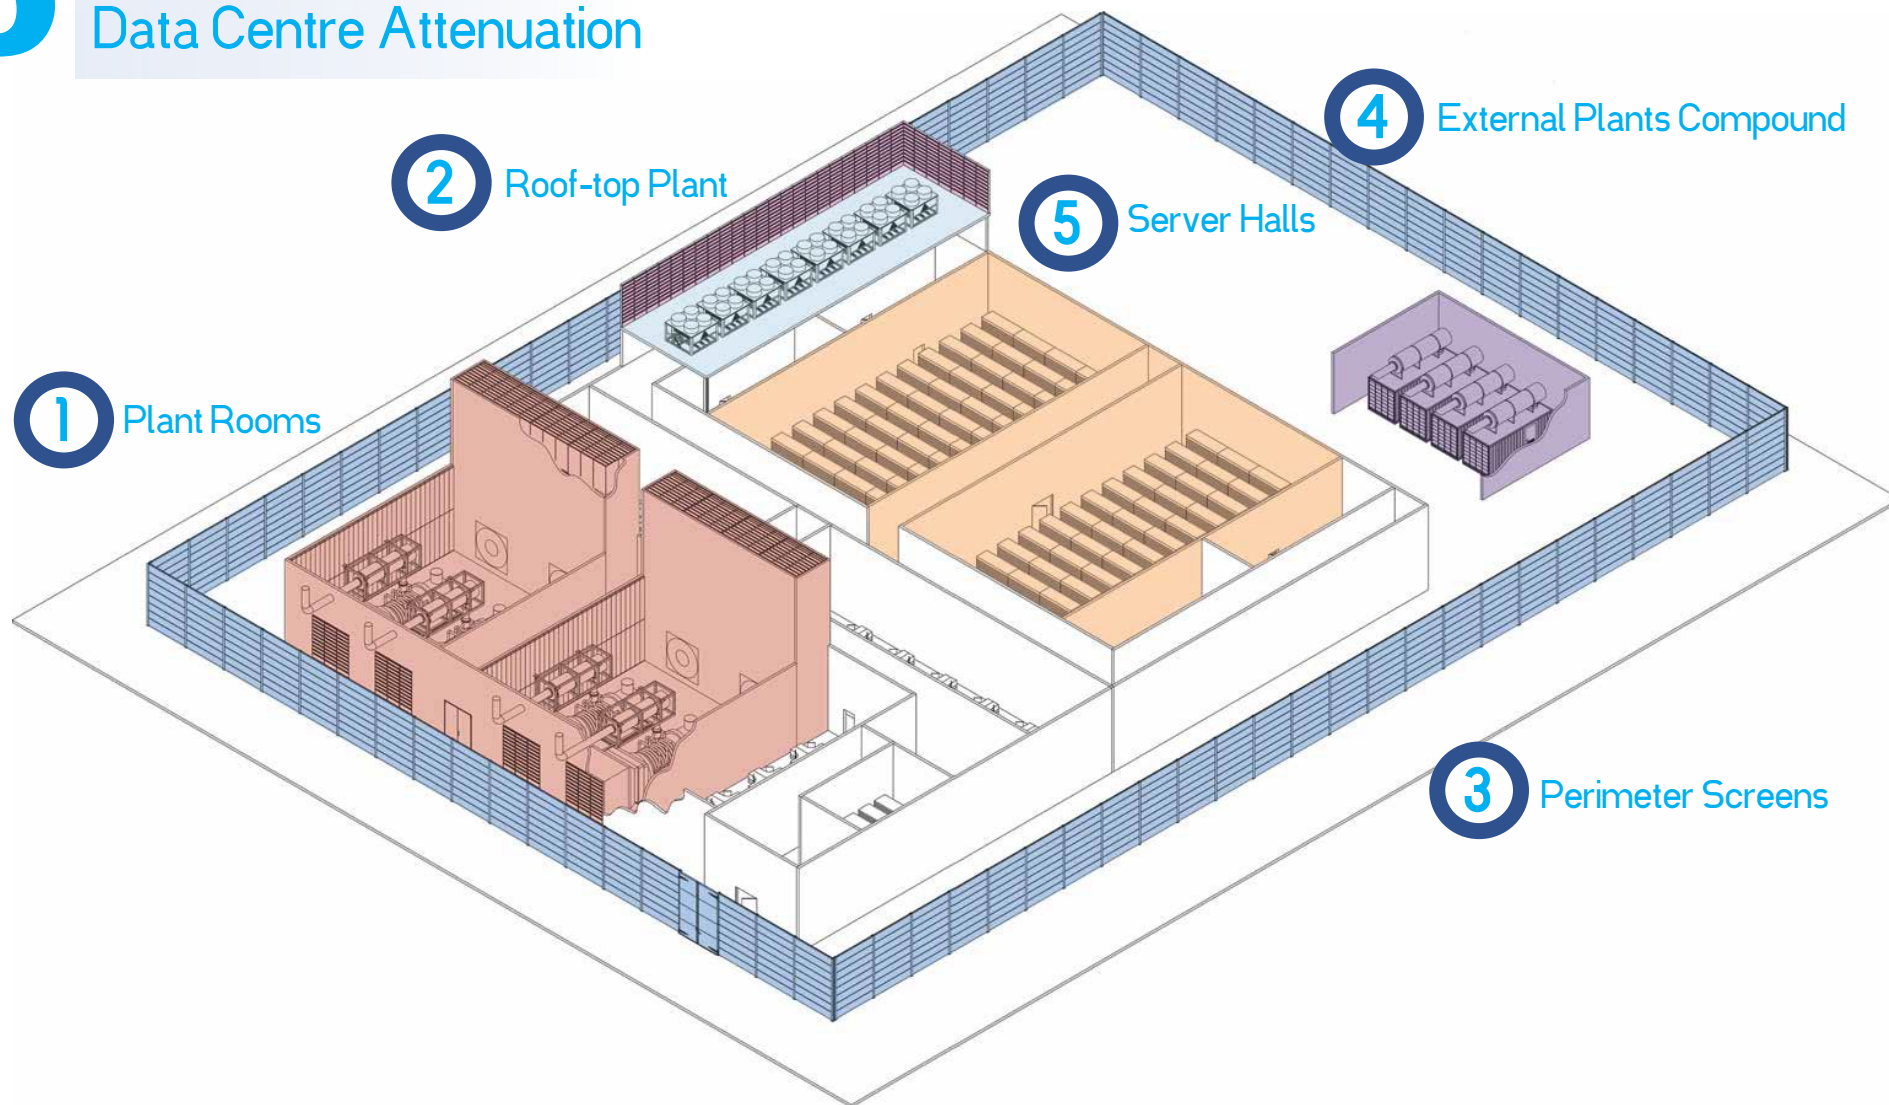 Data Centre Attenuation
4 External Plants Compound
2 Roof-top Plant
5 Server Halls
1 Plant Rooms
3 Perimeter Screens